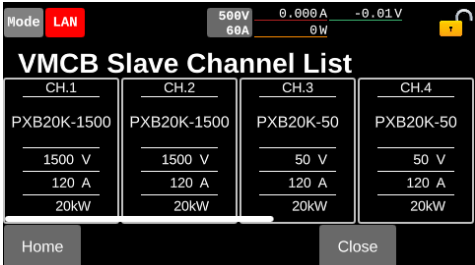 Mode LAN 500V 60A 0.000A -0.01V 0W
VMCB Slave Channel List
CH.1 CH.2 CH.3 CH.4
PXB20K-1500 PXB20K-1500 PXB20K-50 PXB20K-50
1500 V 1500 V 50 V 50 V
120 A 120 A 120 A 120 A
20kW 20kW 20kW 20kW
Home Close